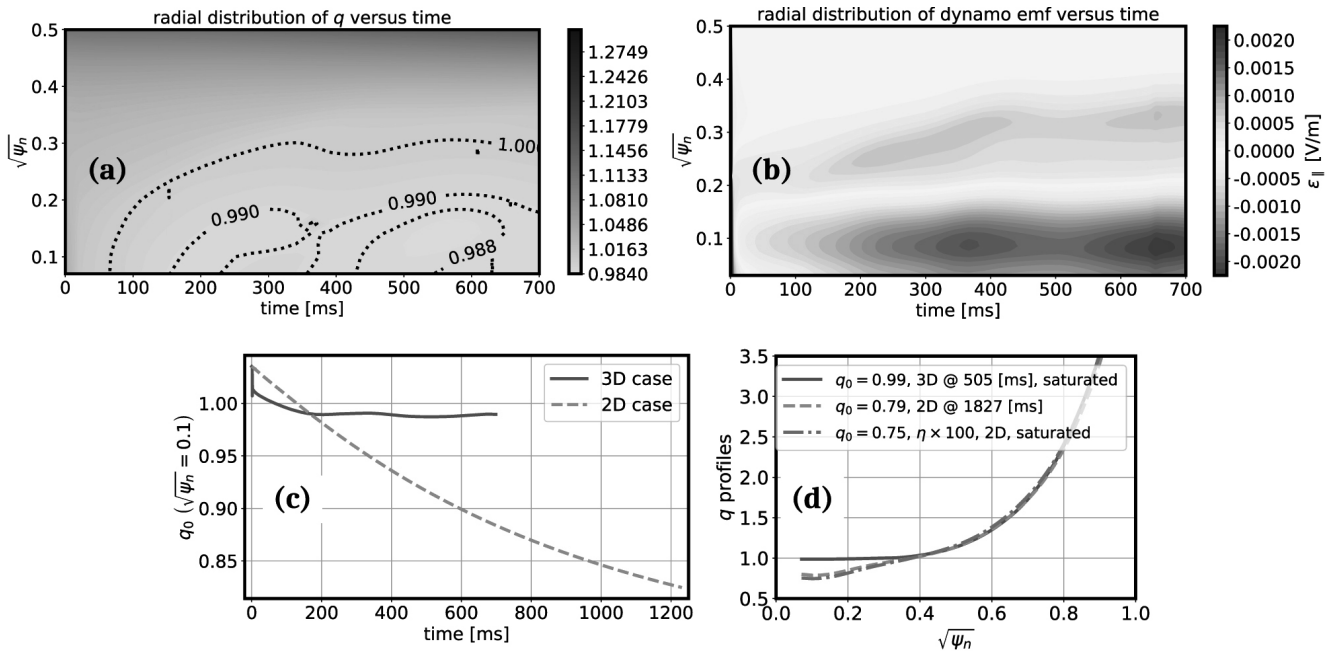 radial distribution of q versus time
0.5
0.4
0.3
0.2
0.1
√ψₙ
(a)
1.000
0.990
0.990
0.988
0 100 200 300 400 500 600 700
time [ms]
1.2749
1.2426
1.2103
1.1779
1.1456
1.1133
1.0810
1.0486
1.0163
0.9840
radial distribution of dynamo emf versus time
0.5
0.4
0.3
0.2
0.1
√ψₙ
(b)
0 100 200 300 400 500 600 700
time [ms]
0.0020
0.0015
0.0010
0.0005
0.0000
-0.0005
-0.0010
-0.0015
-0.0020
ε∥ [V/m]
1.00
0.95
0.90
0.85
q₀ (√ψₙ = 0.1)
3D case
2D case
(c)
0 200 400 600 800 1000 1200
time [ms]
3.5
3.0
2.5
2.0
1.5
1.0
0.5
q profiles
q₀ = 0.99, 3D @ 505 [ms], saturated
q₀ = 0.79, 2D @ 1827 [ms]
q₀ = 0.75, η × 100, 2D, saturated
(d)
0.0 0.2 0.4 0.6 0.8 1.0
√ψₙ